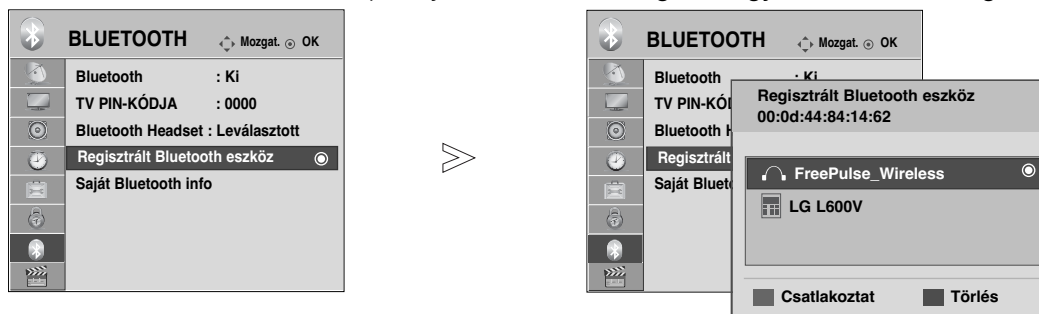 BLUETOOTH Mozgat. OK
Bluetooth : Ki
TV PIN-KÓDJA : 0000
Bluetooth Headset : Leválasztott
Regisztrált Bluetooth eszköz
Saját Bluetooth info
BLUETOOTH Mozgat. OK
Bluetooth : Ki
TV PIN-KÓ
Bluetooth
Regisztrált
Saját Blueto
Regisztrált Bluetooth eszköz
00:0d:44:84:14:62
FreePulse_Wireless
LG L600V
Csatlakoztat Törlés